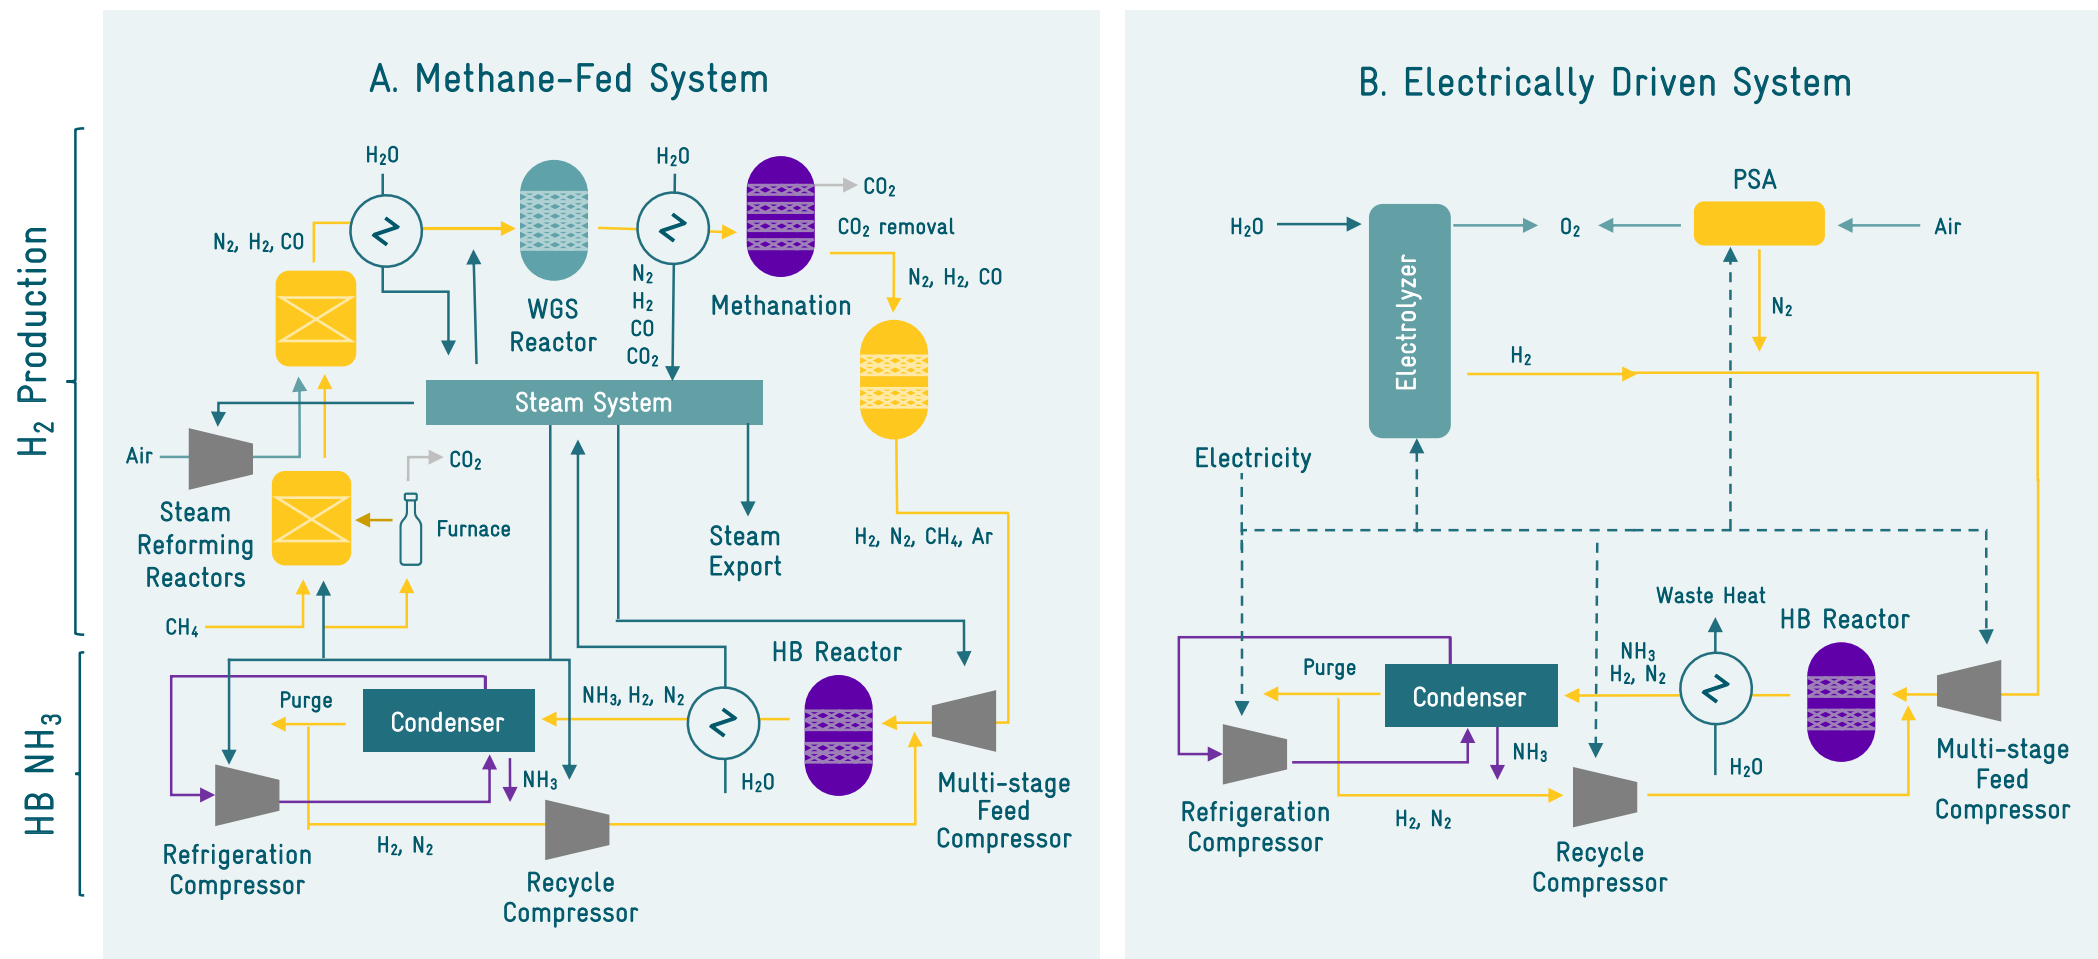 A. Methane-Fed System
H₂ Production
HB NH₃
H₂O
H₂O
CO₂
CO₂ removal
N₂, H₂, CO
N₂
H₂
CO
CO₂
WGS
Reactor
Methanation
N₂, H₂, CO
Steam System
Air
CO₂
Steam
Reforming
Reactors
Furnace
Steam
Export
H₂, N₂, CH₄, Ar
CH₄
HB Reactor
Purge
Condenser
NH₃, H₂, N₂
NH₃
H₂O
Multi-stage
Feed
Compressor
H₂, N₂
Refrigeration
Compressor
Recycle
Compressor
B. Electrically Driven System
PSA
H₂O
O₂
Air
Electrolyzer
N₂
H₂
Electricity
Waste Heat
HB Reactor
NH₃
H₂, N₂
Purge
Condenser
NH₃
H₂O
Multi-stage
Feed
Compressor
Refrigeration
Compressor
H₂, N₂
Recycle
Compressor